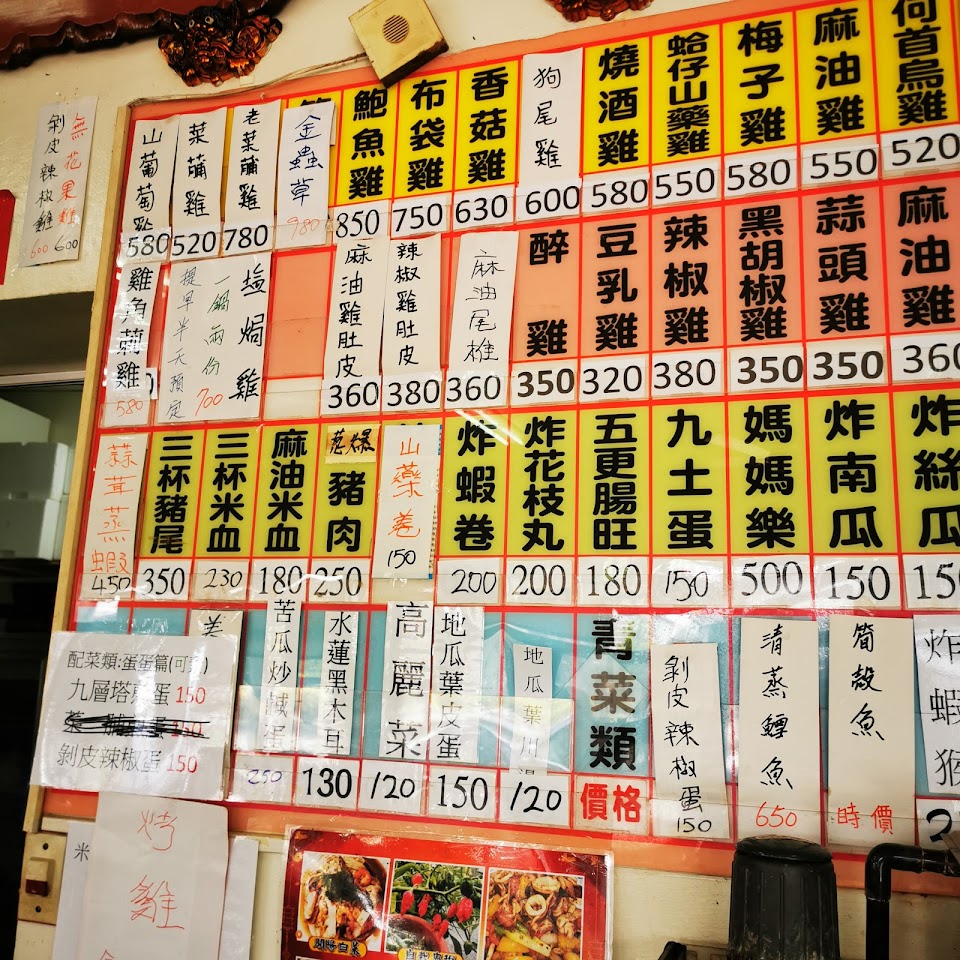 剝皮辣椒雞 600
無花果雞 600
山葡萄雞 580
菜脯雞 520
老菜脯雞 780
金蟲草 980
鮑魚雞 850
布袋雞 750
香菇雞 630
狗尾雞 600
燒酒雞 580
蛤仔山藥雞 550
梅子雞 580
麻油雞 550
何首烏雞 520
雞角刺雞 580
塩焗雞
一鍋兩份 700
提早半天預定
麻油雞肚皮 360
辣椒雞肚皮 380
麻油尾椎 360
醉雞 350
豆乳雞 320
辣椒雞 380
黑胡椒雞 350
蒜頭雞 350
麻油雞 360
蒜茸蒸蝦 450
三杯豬尾 350
三杯米血 230
麻油米血 180
蔥爆豬肉 250
山藥卷 150
炸蝦卷 200
炸花枝丸 200
五更腸旺 180
九土蛋 150
媽媽樂 500
炸南瓜 150
炸絲瓜 150
配菜類:蛋蛋篇
九層塔煎蛋 150
剝皮辣椒蛋 150
苦瓜炒鹹蛋 250
水蓮黑木耳 130
高麗菜 120
地瓜葉皮蛋 150
地瓜葉川燙 120
青菜類 價格
剝皮辣椒蛋 150
清蒸鱘魚 650
筍殼魚 時價
炸蝦猴
米
烤雞